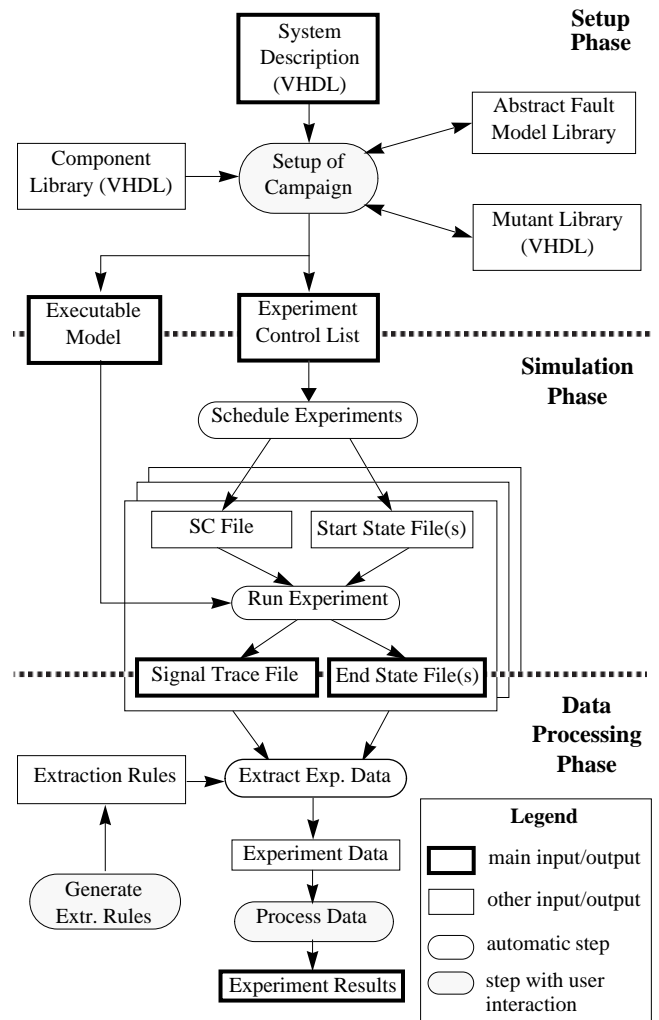 Setup
Phase
System
Description
(VHDL)
Abstract Fault
Model Library
Component
Library (VHDL)
Setup of
Campaign
Mutant Library
(VHDL)
Executable
Model
Experiment
Control List
Simulation
Phase
Schedule Experiments
SC File
Start State File(s)
Run Experiment
Signal Trace File
End State File(s)
Data
Processing
Phase
Extraction Rules
Extract Exp. Data
Generate
Extr. Rules
Experiment Data
Process Data
Experiment Results
Legend
main input/output
other input/output
automatic step
step with user
interaction